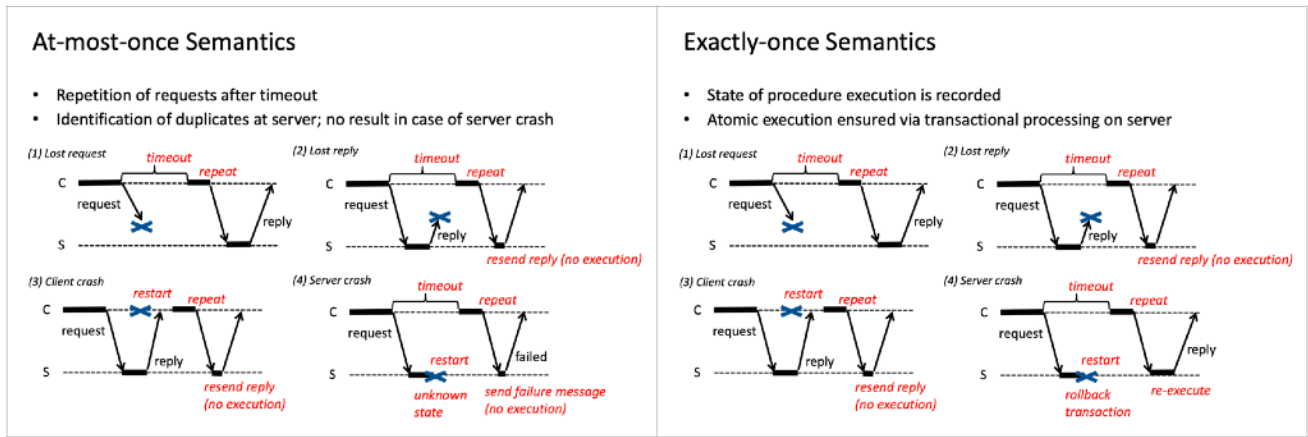 At-most-once Semantics
• Repetition of requests after timeout
• Identification of duplicates at server; no result in case of server crash
(1) Lost request
timeout
repeat
C
request
reply
S
(2) Lost reply
timeout
repeat
C
request
reply
S
resend reply (no execution)
(3) Client crash
restart
repeat
C
request
reply
S
resend reply
(no execution)
(4) Server crash
timeout
repeat
C
request
restart
failed
S
unknown
state
send failure message
(no execution)
Exactly-once Semantics
• State of procedure execution is recorded
• Atomic execution ensured via transactional processing on server
(1) Lost request
timeout
repeat
C
request
reply
S
(2) Lost reply
timeout
repeat
C
request
reply
S
resend reply (no execution)
(3) Client crash
restart
repeat
C
request
reply
S
resend reply
(no execution)
(4) Server crash
timeout
repeat
C
request
restart
reply
S
rollback
transaction
re-execute